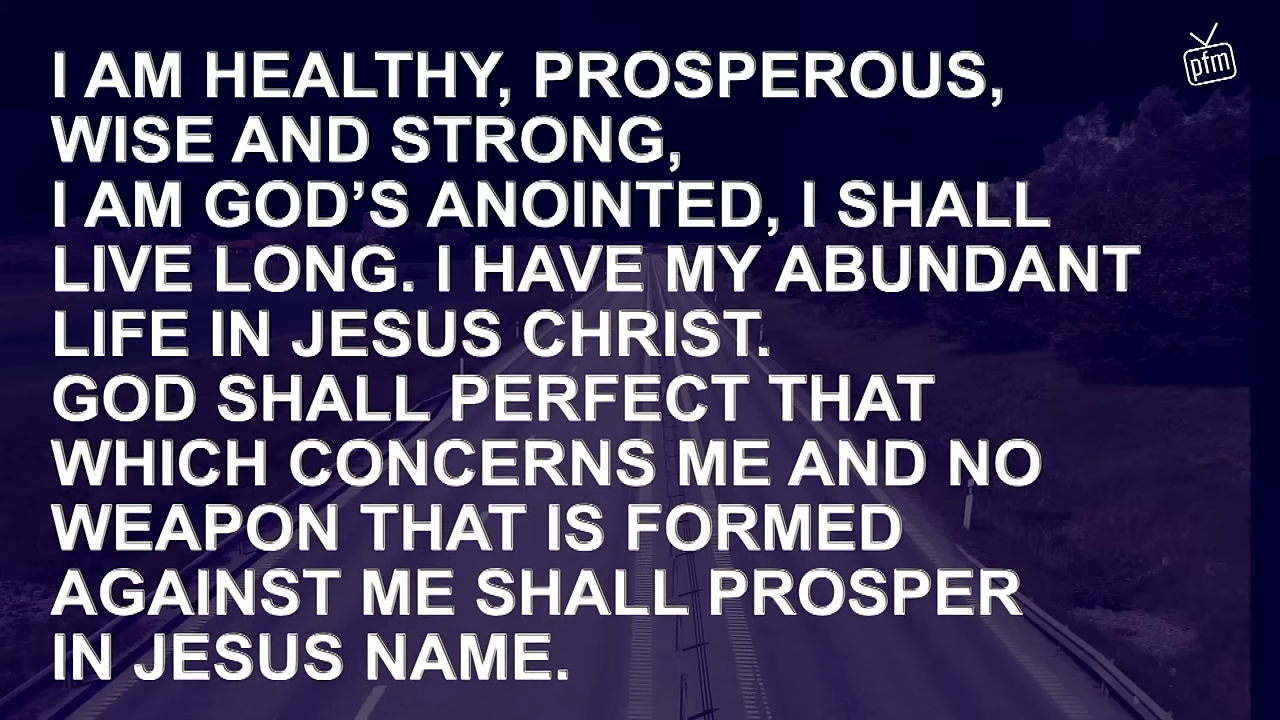 pfm
I AM HEALTHY, PROSPEROUS,
WISE AND STRONG,
I AM GOD’S ANOINTED, I SHALL
LIVE LONG. I HAVE MY ABUNDANT
LIFE IN JESUS CHRIST.
GOD SHALL PERFECT THAT
WHICH CONCERNS ME AND NO
WEAPON THAT IS FORMED
AGAINST ME SHALL PROSPER
IN JESUS NAME.